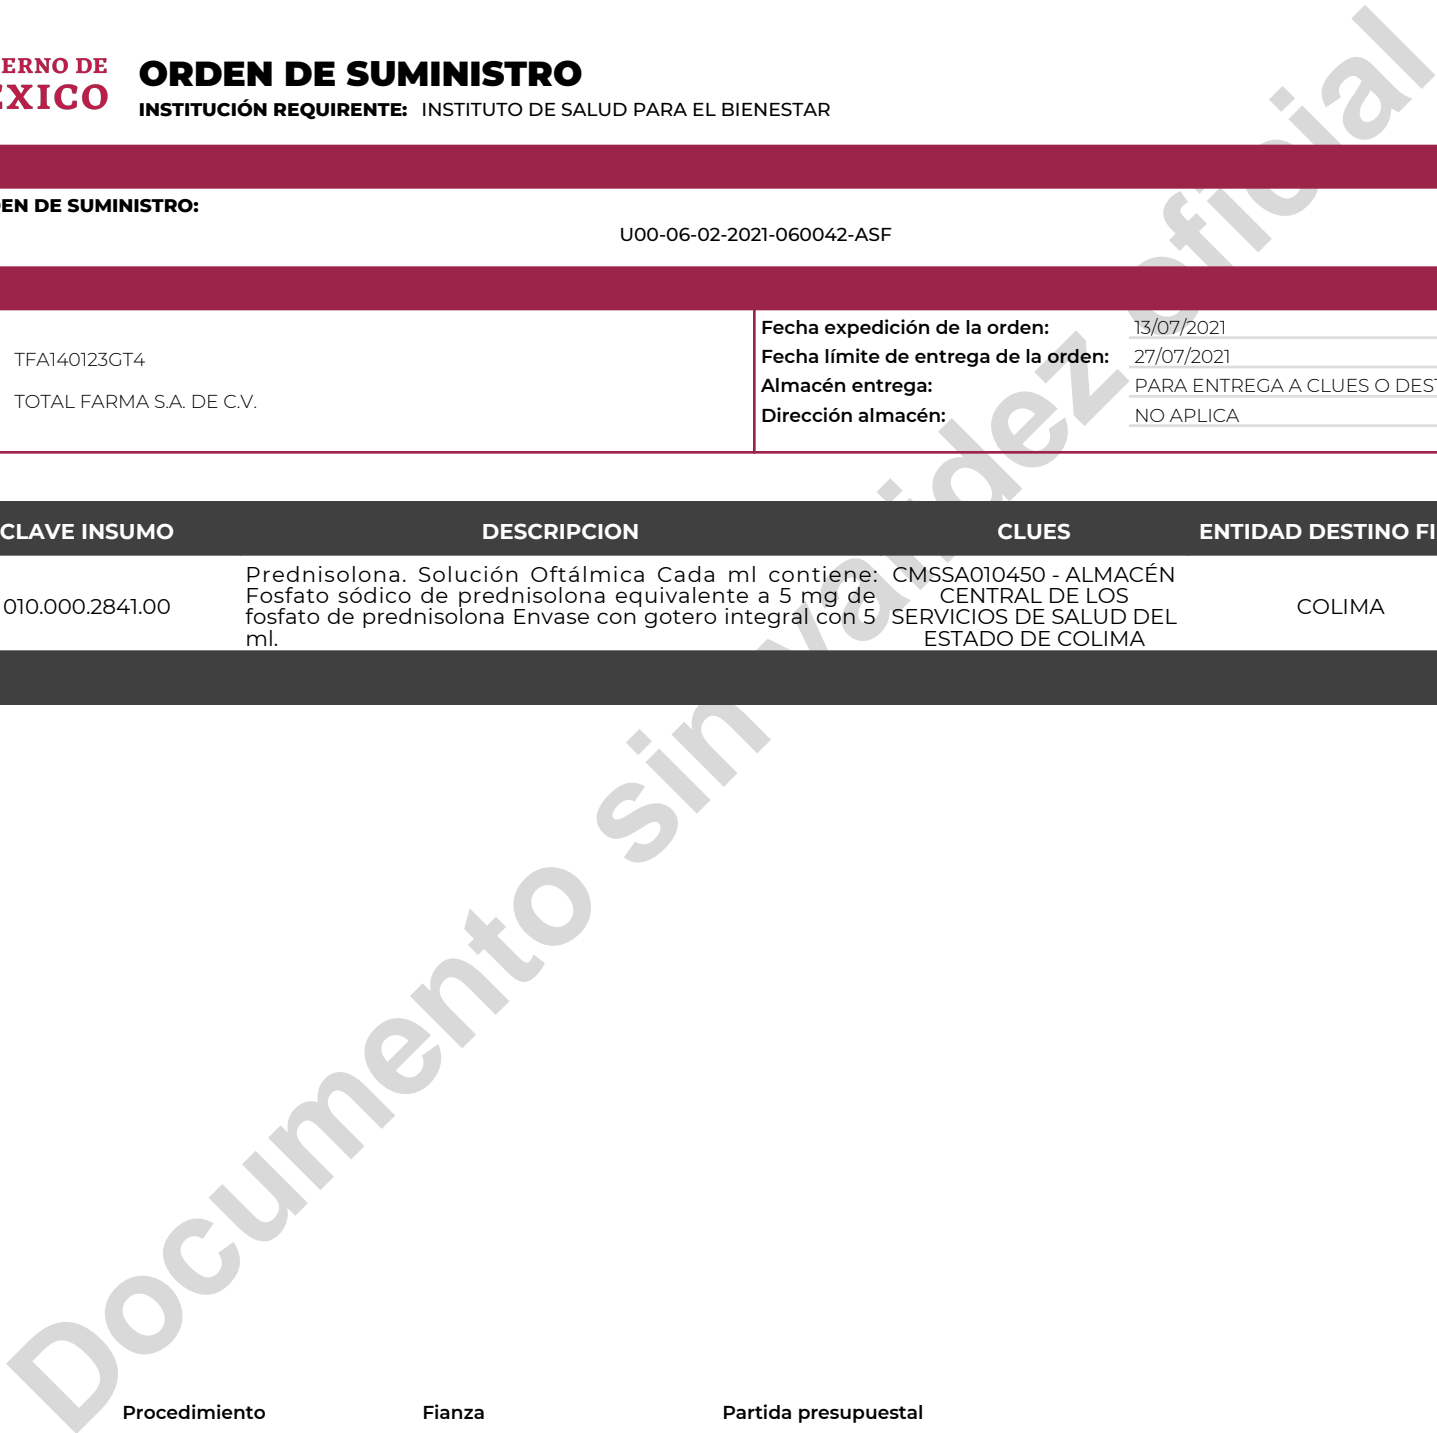 ERNO DE
EXICO
ORDEN DE SUMINISTRO
INSTITUCIÓN REQUIRENTE: INSTITUTO DE SALUD PARA EL BIENESTAR
EN DE SUMINISTRO:
U00-06-02-2021-060042-ASF
TFA140123GT4
TOTAL FARMA S.A. DE C.V.
Fecha expedición de la orden: 13/07/2021
Fecha límite de entrega de la orden: 27/07/2021
Almacén entrega: PARA ENTREGA A CLUES O DEST
Dirección almacén: NO APLICA
CLAVE INSUMO DESCRIPCION CLUES ENTIDAD DESTINO FI
010.000.2841.00
Prednisolona. Solución Oftálmica Cada ml contiene:
Fosfato sódico de prednisolona equivalente a 5 mg de
fosfato de prednisolona Envase con gotero integral con 5
ml.
CMSSA010450 - ALMACÉN
CENTRAL DE LOS
SERVICIOS DE SALUD DEL
ESTADO DE COLIMA
COLIMA
Documento sin validez oficial
Procedimiento Fianza Partida presupuestal